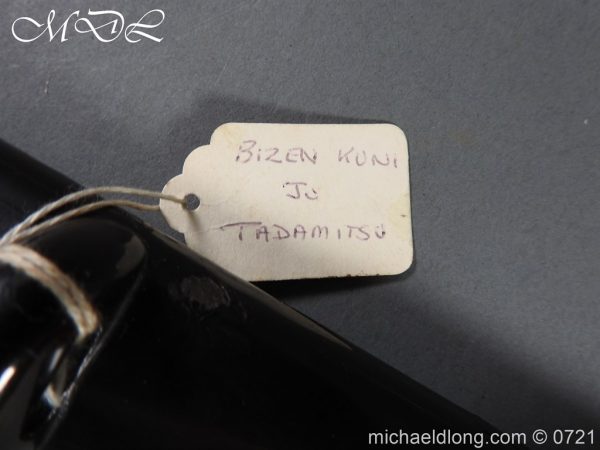 MDL
BIZEN KUNI
JU
TADAMITSU
michaeldlong.com © 0721